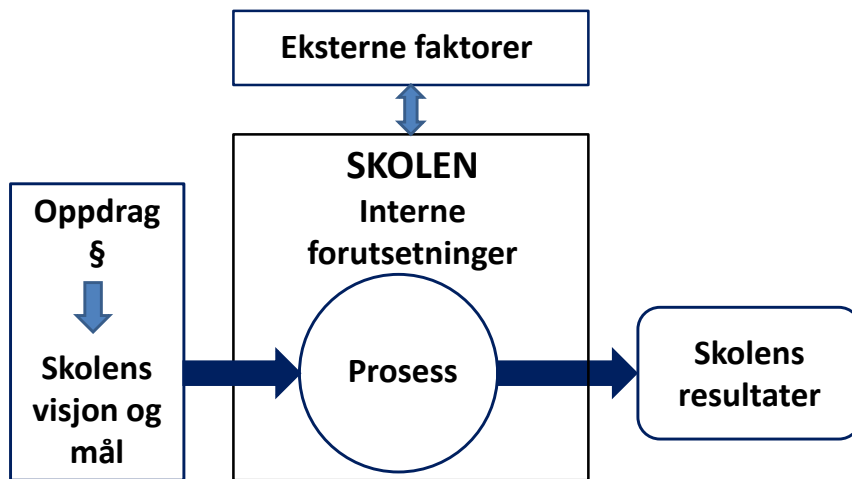 Eksterne faktorer
SKOLEN
Interne
forutsetninger
Oppdrag
§
Skolens
visjon og
mål
Prosess
Skolens
resultater